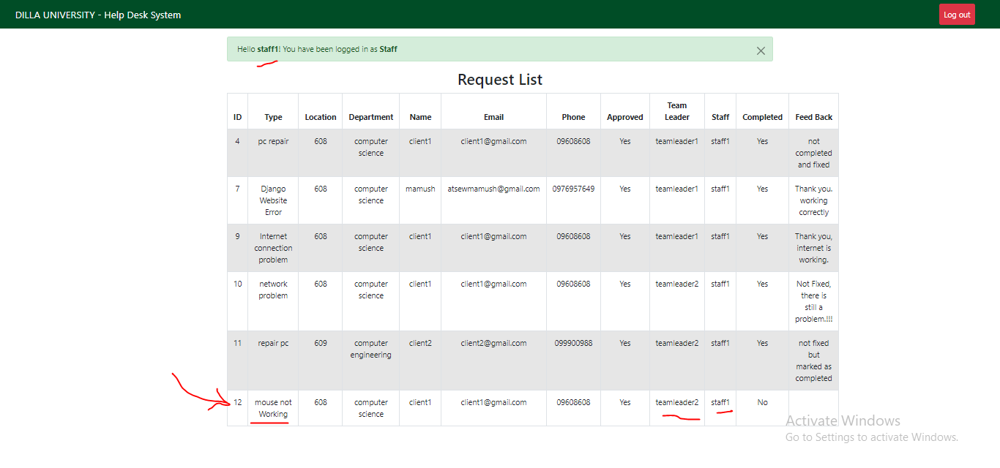 DILLA UNIVERSITY - Help Desk System
Log out
Hello staff1! You have been logged in as Staff
Request List
ID Type Location Department Name Email Phone Approved Team Leader Staff Completed Feed Back
4 pc repair 608 computer science client1 client1@gmail.com 09608608 Yes teamleader1 staff1 Yes not completed and fixed
7 Django Website Error 608 computer science mamush atsewmamush@gmail.com 0976957649 Yes teamleader1 staff1 Yes Thank you. working correctly
9 Internet connection problem 608 computer science client1 client1@gmail.com 09608608 Yes teamleader1 staff1 Yes Thank you, internet is working.
10 network problem 608 computer science client1 client1@gmail.com 09608608 Yes teamleader2 staff1 Yes Not Fixed, there is still a problem.!!!
11 repair pc 609 computer engineering client2 client2@gmail.com 099900988 Yes teamleader2 staff1 Yes not fixed but marked as completed
12 mouse not Working 608 computer science client1 client1@gmail.com 09608608 Yes teamleader2 staff1 No
Activate Windows
Go to Settings to activate Windows.